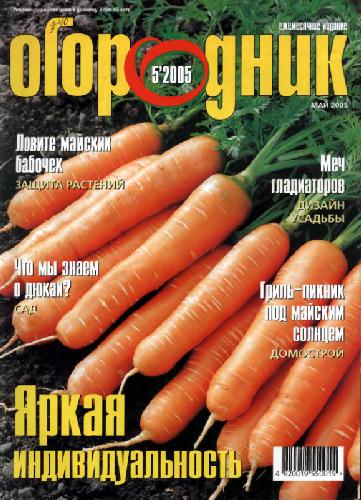 ЕЖЕМЕСЯЧНОЕ ИЗДАНИЕ
огородник
5'2005
МАЙ 2005
Ловите майских
бабочек
ЗАЩИТА РАСТЕНИЙ
Меч
гладиаторов
ДИЗАЙН
УСАДЬБЫ
Что мы знаем
о дюках?
САД
Гриль-пикник
под майским
солнцем
ДОМОСТРОЙ
Яркая
индивидуальность